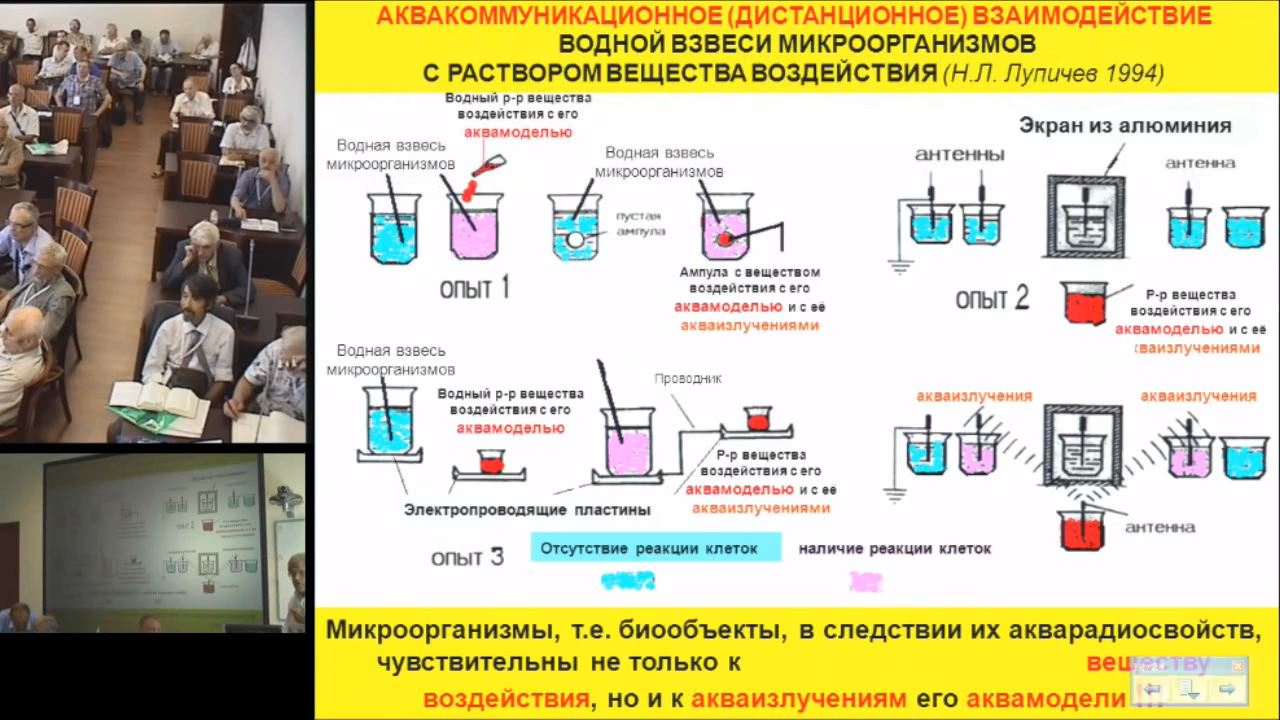 АКВАКОММУНИКАЦИОННОЕ (ДИСТАНЦИОННОЕ) ВЗАИМОДЕЙСТВИЕ
ВОДНОЙ ВЗВЕСИ МИКРООРГАНИЗМОВ
С РАСТВОРОМ ВЕЩЕСТВА ВОЗДЕЙСТВИЯ (Н.Л. Лупичев 1994)
Водный р-р вещества
воздействия с его
аквамоделью
Водная взвесь
микроорганизмов
Водная взвесь
микроорганизмов
пустая
ампула
Ампула с веществом
воздействия с его
аквамоделью и с её
акваизлучениями
ОПЫТ 1
Экран из алюминия
антенны
антенна
ОПЫТ 2
Р-р вещества
воздействия с его
аквамоделью и с её
кваизлучениями
Водная взвесь
микроорганизмов
Водный р-р вещества
воздействия с его
аквамоделью
Проводник
Р-р вещества
воздействия с его
аквамоделью и с её
акваизлучениями
Электропроводящие пластины
ОПЫТ 3
акваизлучения
акваизлучения
антенна
Отсутствие реакции клеток
наличие реакции клеток
Микроорганизмы, т.е. биообъекты, в следствии их акварадиосвойств,
чувствительны не только к веществу
воздействия, но и к акваизлучениям его аквамодели !!!